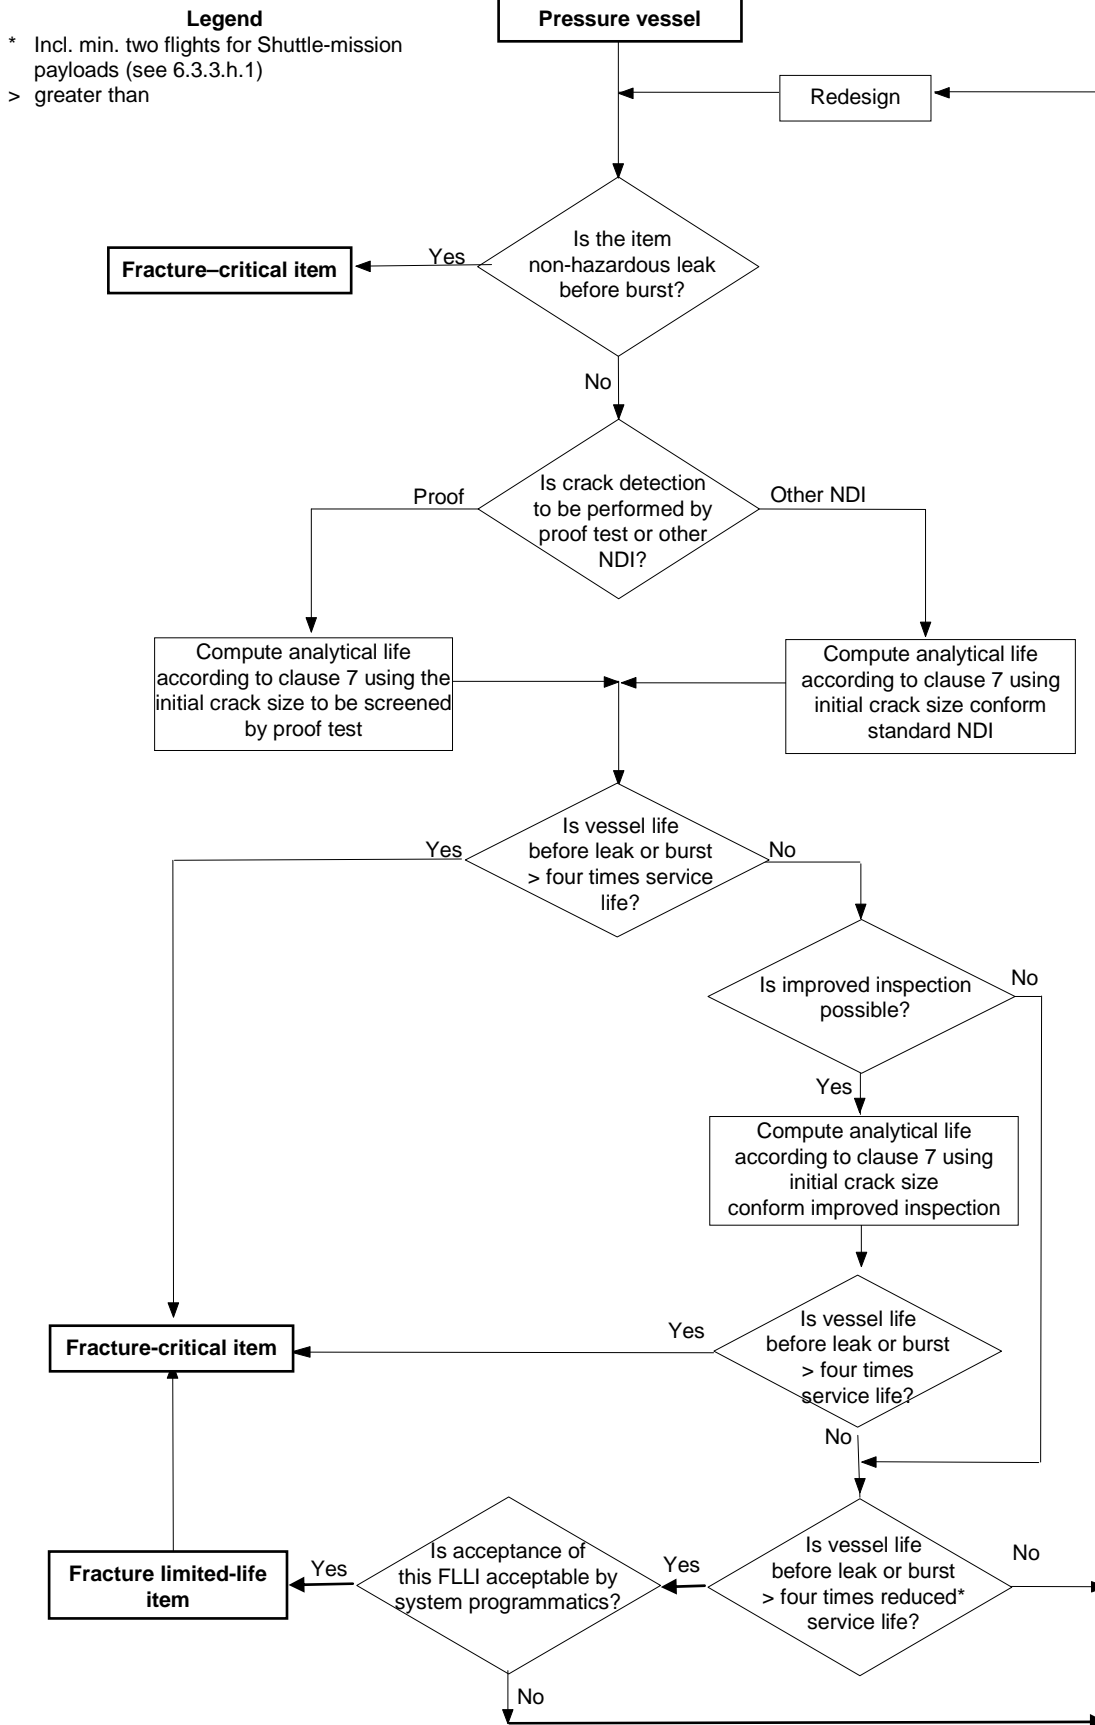 Legend
* Incl. min. two flights for Shuttle-mission
payloads (see 6.3.3.h.1)
> greater than
Pressure vessel
Redesign
Is the item
non-hazardous leak
before burst?
Yes
Fracture–critical item
No
Is crack detection
to be performed by
proof test or other
NDI?
Proof
Other NDI
Compute analytical life
according to clause 7 using the
initial crack size to be screened
by proof test
Compute analytical life
according to clause 7 using
initial crack size conform
standard NDI
Is vessel life
before leak or burst
> four times service
life?
Yes
No
Is improved inspection
possible?
No
Yes
Compute analytical life
according to clause 7 using
initial crack size
conform improved inspection
Is vessel life
before leak or burst
> four times
service life?
Yes
Fracture-critical item
No
Is vessel life
before leak or burst
> four times reduced*
service life?
No
Yes
Is acceptance of
this FLLI acceptable by
system programmatics?
Yes
Fracture limited-life
item
No